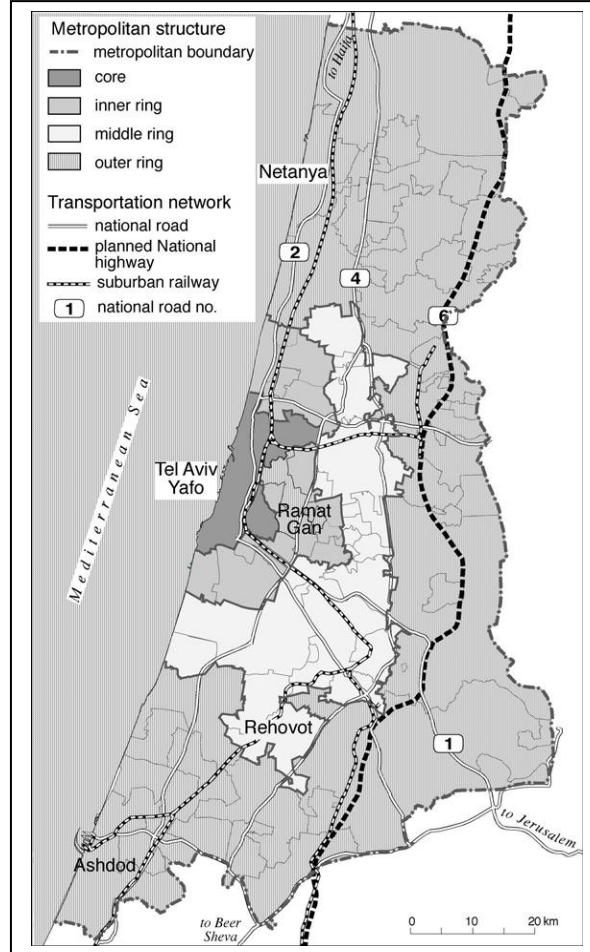 Metropolitan structure
metropolitan boundary
core
inner ring
middle ring
outer ring
Transportation network
national road
planned National
highway
suburban railway
1 national road no.
to Haifa
Netanya
2
4
6
Mediterranean Sea
Tel Aviv
Yafo
Ramat
Gan
Rehovot
1
to Jerusalem
Ashdod
to Beer
Sheva
0 10 20 km